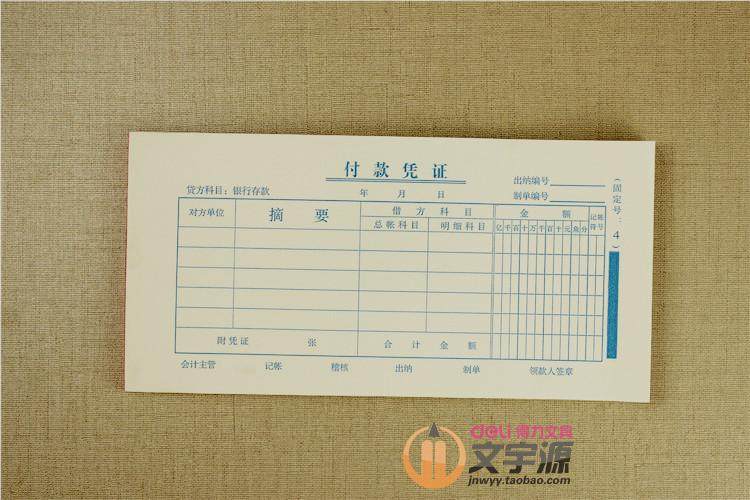 付款凭证
出纳编号
贷方科目：银行存款 年 月 日 制单编号
（固定号：4）
对方单位 摘要 借方科目 金额 记帐符号
总帐科目 明细科目 亿千百十万千百十元角分
附凭证 张 合计金额
会计主管 记帐 稽核 出纳 制单 领款人签章
deli 得力文具
文宇源
jnwyy.taobao.com